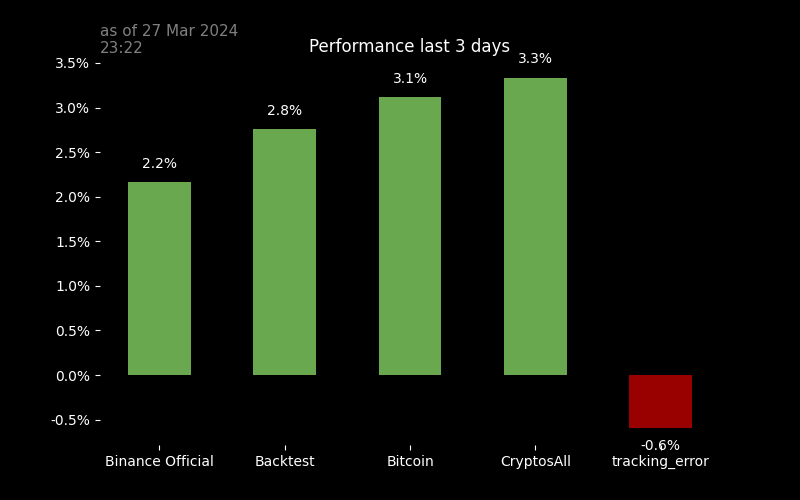 as of 27 Mar 2024
23:22
Performance last 3 days
3.5%
3.0%
2.5%
2.0%
1.5%
1.0%
0.5%
0.0%
-0.5%
2.2%
2.8%
3.1%
3.3%
-0.6%
Binance Official
Backtest
Bitcoin
CryptosAll
tracking_error